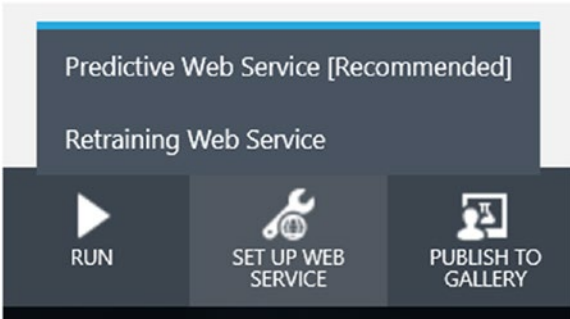 Predictive Web Service [Recommended]
Retraining Web Service
RUN
SET UP WEB
SERVICE
PUBLISH TO
GALLERY